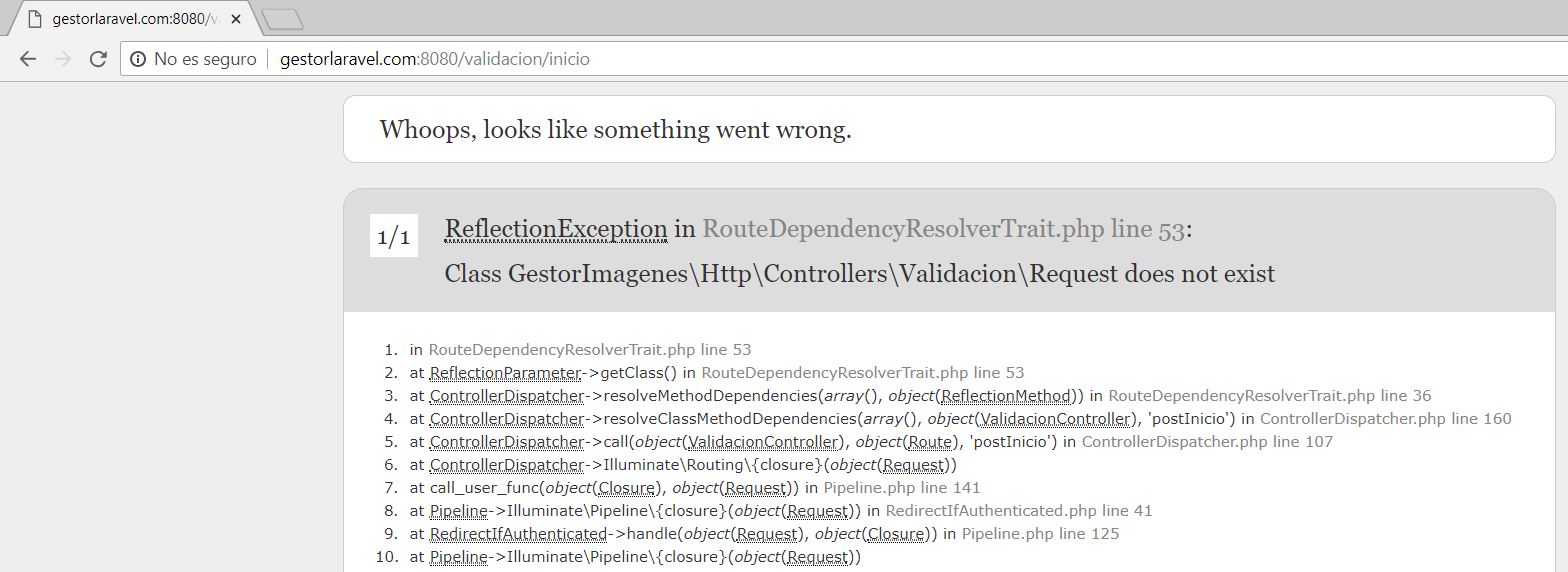 gestorlaravel.com:8080/v
No es seguro gestorlaravel.com:8080/validacion/inicio
Whoops, looks like something went wrong.
1/1
ReflectionException in RouteDependencyResolverTrait.php line 53:
Class GestorImagenes\Http\Controllers\Validacion\Request does not exist
1. in RouteDependencyResolverTrait.php line 53
2. at ReflectionParameter->getClass() in RouteDependencyResolverTrait.php line 53
3. at ControllerDispatcher->resolveMethodDependencies(array(), object(ReflectionMethod)) in RouteDependencyResolverTrait.php line 36
4. at ControllerDispatcher->resolveClassMethodDependencies(array(), object(ValidacionController), 'postInicio') in ControllerDispatcher.php line 160
5. at ControllerDispatcher->call(object(ValidacionController), object(Route), 'postInicio') in ControllerDispatcher.php line 107
6. at ControllerDispatcher->Illuminate\Routing\{closure}(object(Request))
7. at call_user_func(object(Closure), object(Request)) in Pipeline.php line 141
8. at Pipeline->Illuminate\Pipeline\{closure}(object(Request)) in RedirectIfAuthenticated.php line 41
9. at RedirectIfAuthenticated->handle(object(Request), object(Closure)) in Pipeline.php line 125
10. at Pipeline->Illuminate\Pipeline\{closure}(object(Request))